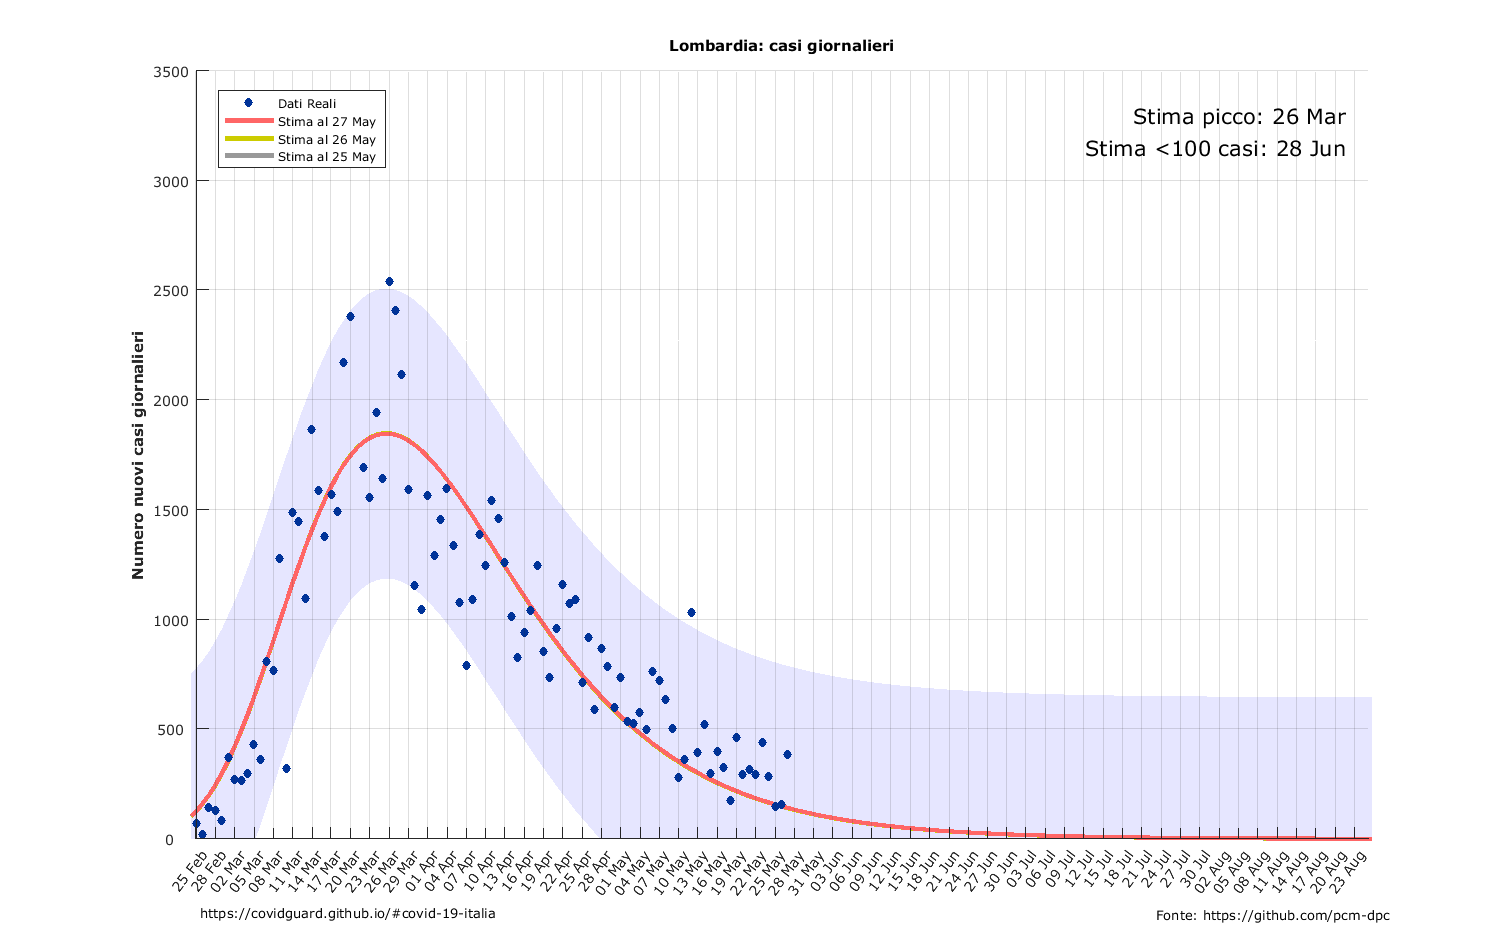 Lombardia: casi giornalieri
3500
3000
2500
2000
1500
1000
500
0
Numero nuovi casi giornalieri
Dati Reali
Stima al 27 May
Stima al 26 May
Stima al 25 May
Stima picco: 26 Mar
Stima <100 casi: 28 Jun
25 Feb
28 Feb
02 Mar
05 Mar
08 Mar
11 Mar
14 Mar
17 Mar
20 Mar
23 Mar
26 Mar
29 Mar
01 Apr
04 Apr
07 Apr
10 Apr
13 Apr
16 Apr
19 Apr
22 Apr
25 Apr
28 Apr
01 May
04 May
07 May
10 May
13 May
16 May
19 May
22 May
25 May
28 May
31 May
03 Jun
06 Jun
09 Jun
12 Jun
15 Jun
18 Jun
21 Jun
24 Jun
27 Jun
30 Jun
03 Jul
06 Jul
09 Jul
12 Jul
15 Jul
18 Jul
21 Jul
24 Jul
27 Jul
30 Jul
02 Aug
05 Aug
08 Aug
11 Aug
14 Aug
17 Aug
20 Aug
23 Aug
https://covidguard.github.io/#covid-19-italia
Fonte: https://github.com/pcm-dpc